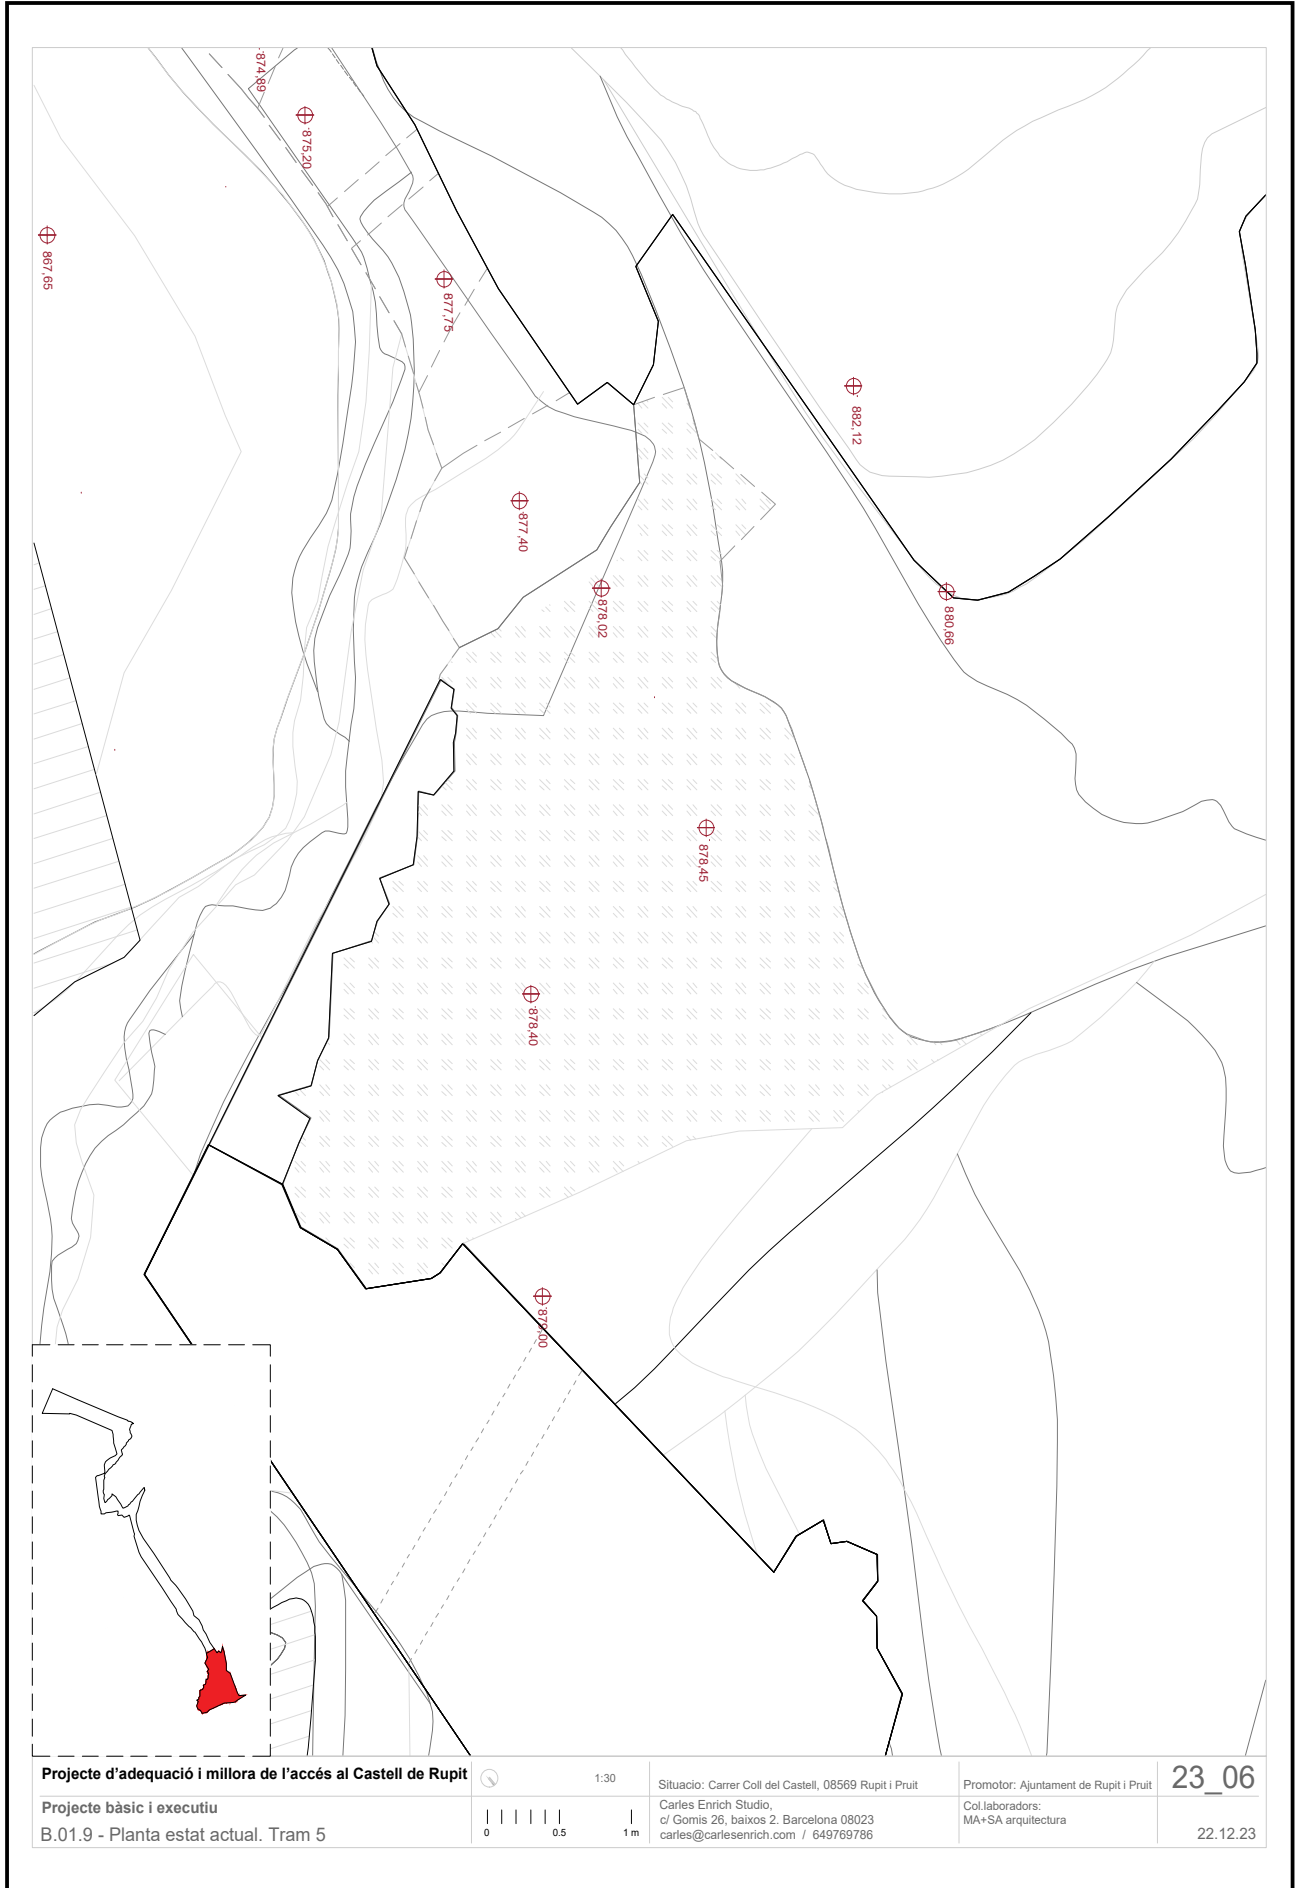 874,89
875,20
867,65
877,75
882,12
877,40
878,02
880,66
878,45
878,40
879,00
Projecte d'adequació i millora de l'accés al Castell de Rupit
Projecte bàsic i executiu
B.01.9 - Planta estat actual. Tram 5
1:30
0 0.5 1 m
Situacio: Carrer Coll del Castell, 08569 Rupit i Pruit
Carles Enrich Studio,
c/ Gomis 26, baixos 2. Barcelona 08023
carles@carlesenrich.com / 649769786
Promotor: Ajuntament de Rupit i Pruit
Col.laboradors:
MA+SA arquitectura
23_06
22.12.23